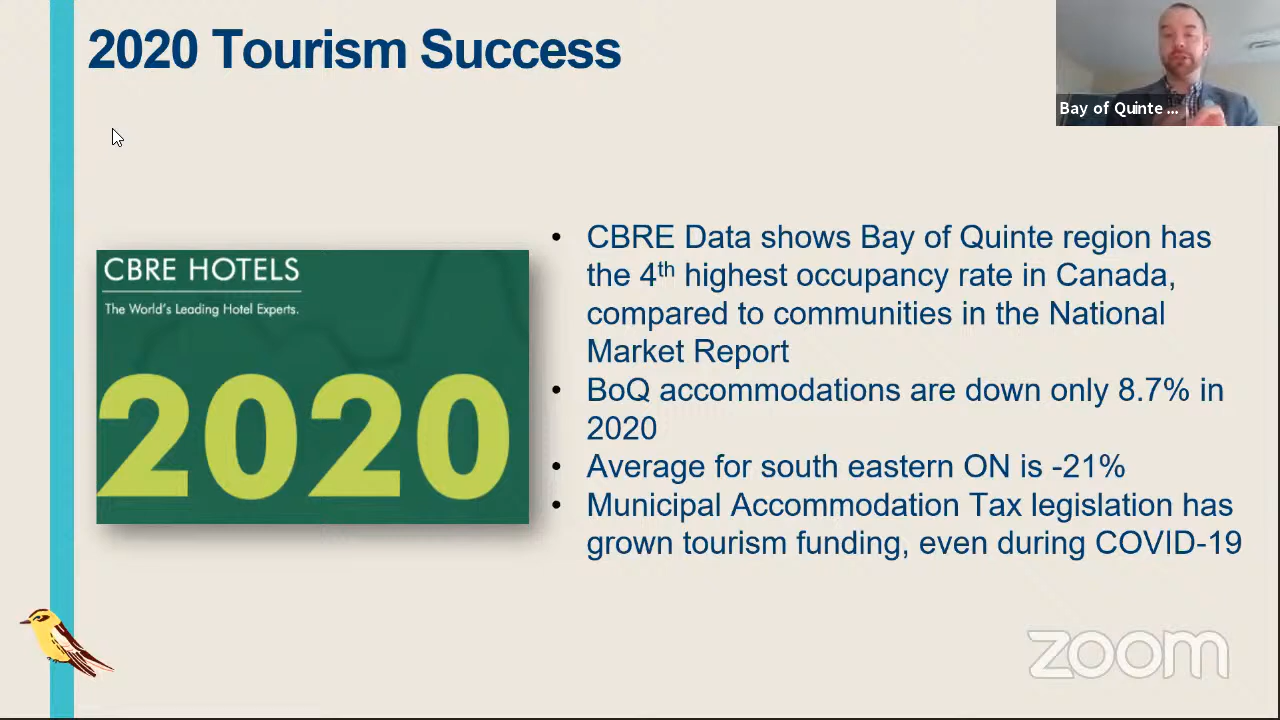 2020 Tourism Success
Bay of Quinte ...
CBRE HOTELS
The World's Leading Hotel Experts.
2020
• CBRE Data shows Bay of Quinte region has
the 4th highest occupancy rate in Canada,
compared to communities in the National
Market Report
• BoQ accommodations are down only 8.7% in
2020
• Average for south eastern ON is -21%
• Municipal Accommodation Tax legislation has
grown tourism funding, even during COVID-19
zoom